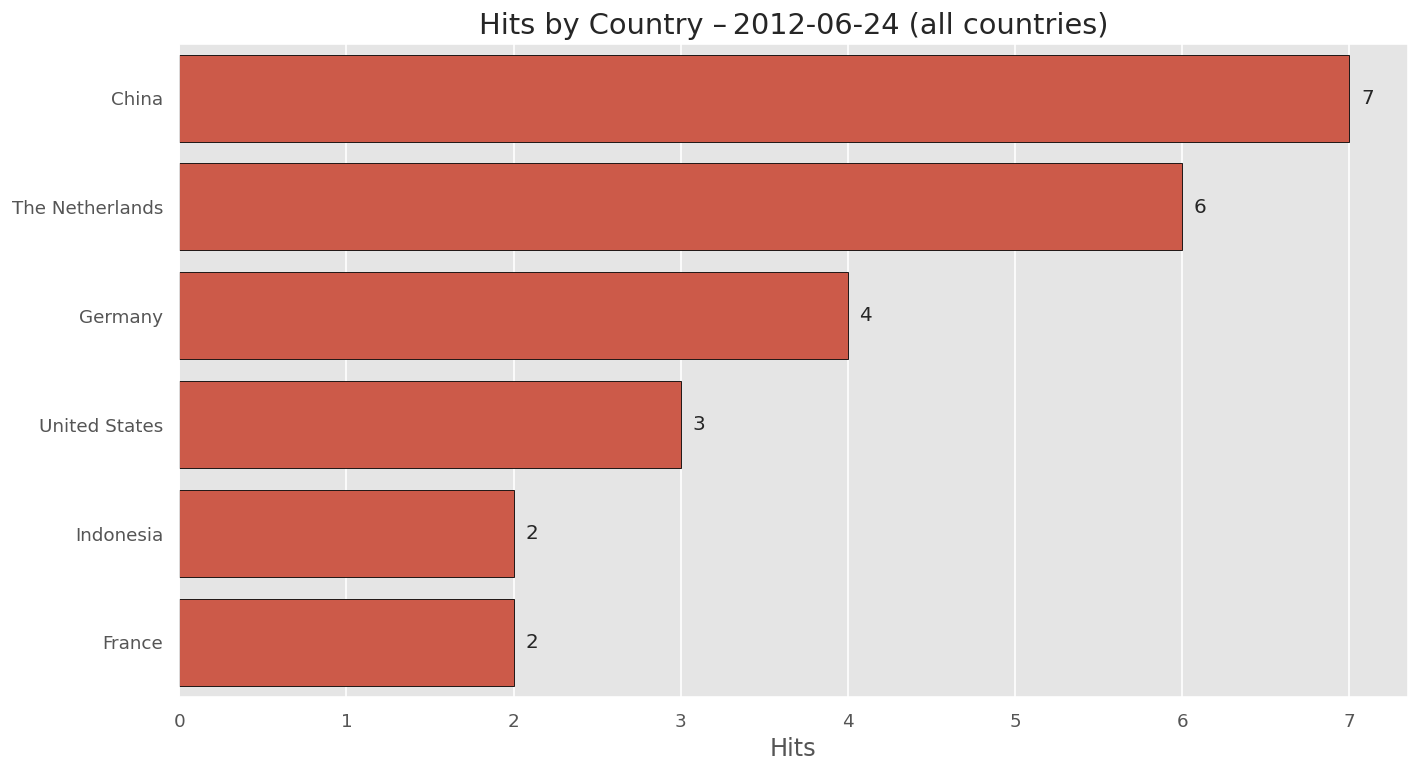 Hits by Country – 2012-06-24 (all countries)
China
7
The Netherlands
6
Germany
4
United States
3
Indonesia
2
France
2
0 1 2 3 4 5 6 7
Hits